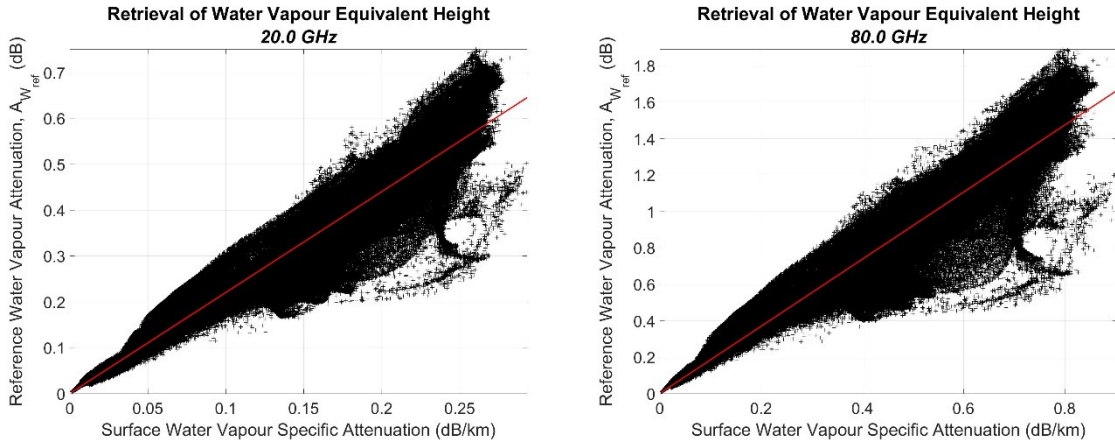 Retrieval of Water Vapour Equivalent Height
20.0 GHz
Reference Water Vapour Attenuation, A_W_ref (dB)
0.7
0.6
0.5
0.4
0.3
0.2
0.1
0
0 0.05 0.1 0.15 0.2 0.25
Surface Water Vapour Specific Attenuation (dB/km)
Retrieval of Water Vapour Equivalent Height
80.0 GHz
Reference Water Vapour Attenuation, A_W_ref (dB)
1.8
1.6
1.4
1.2
1
0.8
0.6
0.4
0.2
0
0 0.2 0.4 0.6 0.8
Surface Water Vapour Specific Attenuation (dB/km)